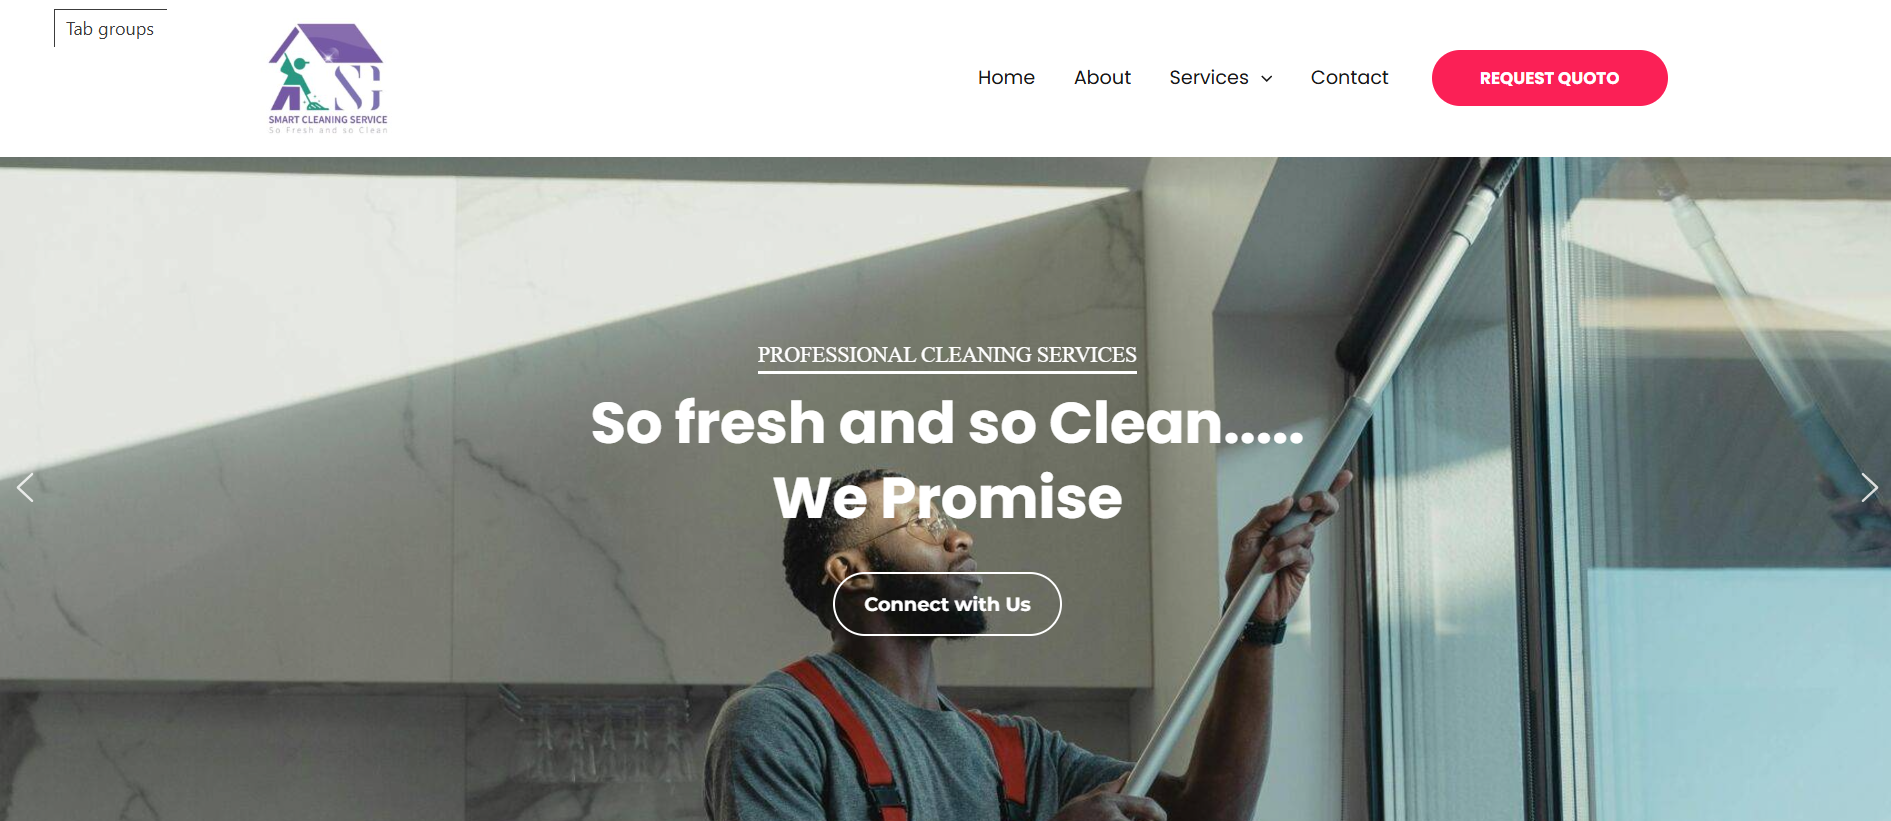 Tab groups
SMART CLEANING SERVICE
So Fresh and so Clean
Home
About
Services
Contact
REQUEST QUOTO
PROFESSIONAL CLEANING SERVICES
So fresh and so Clean.....
We Promise
Connect with Us